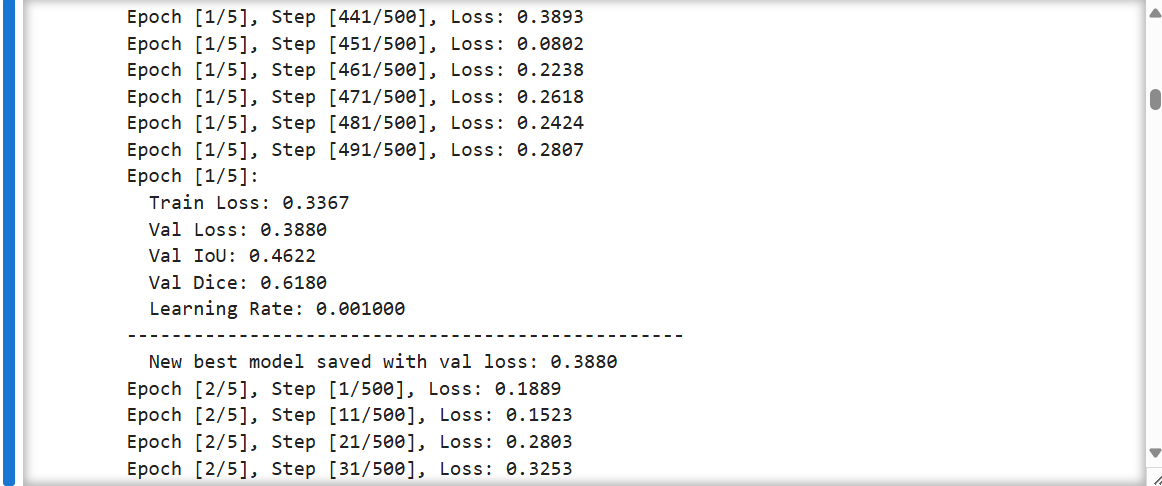 Epoch [1/5], Step [441/500], Loss: 0.3893
Epoch [1/5], Step [451/500], Loss: 0.0802
Epoch [1/5], Step [461/500], Loss: 0.2238
Epoch [1/5], Step [471/500], Loss: 0.2618
Epoch [1/5], Step [481/500], Loss: 0.2424
Epoch [1/5], Step [491/500], Loss: 0.2807
Epoch [1/5]:
  Train Loss: 0.3367
  Val Loss: 0.3880
  Val IoU: 0.4622
  Val Dice: 0.6180
  Learning Rate: 0.001000
--------------------------------------------------
  New best model saved with val loss: 0.3880
Epoch [2/5], Step [1/500], Loss: 0.1889
Epoch [2/5], Step [11/500], Loss: 0.1523
Epoch [2/5], Step [21/500], Loss: 0.2803
Epoch [2/5], Step [31/500], Loss: 0.3253